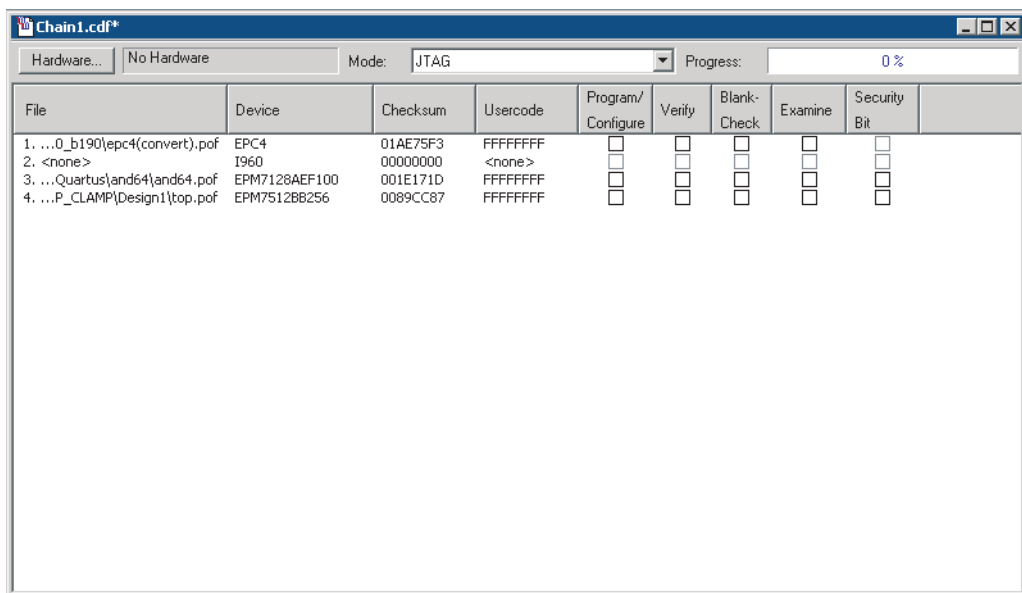 Chain1.cdf*
Hardware... No Hardware Mode: JTAG Progress: 0 %
File Device Checksum Usercode Program/ Configure Verify Blank- Check Examine Security Bit
1. ...0_b190\epc4(convert).pof EPC4 01AE75F3 FFFFFFFF
2. <none> I960 00000000 <none>
3. ...Quartus\and64\and64.pof EPM7128AEF100 001E171D FFFFFFFF
4. ...P_CLAMP\Design1\top.pof EPM7512BB256 0089CC87 FFFFFFFF